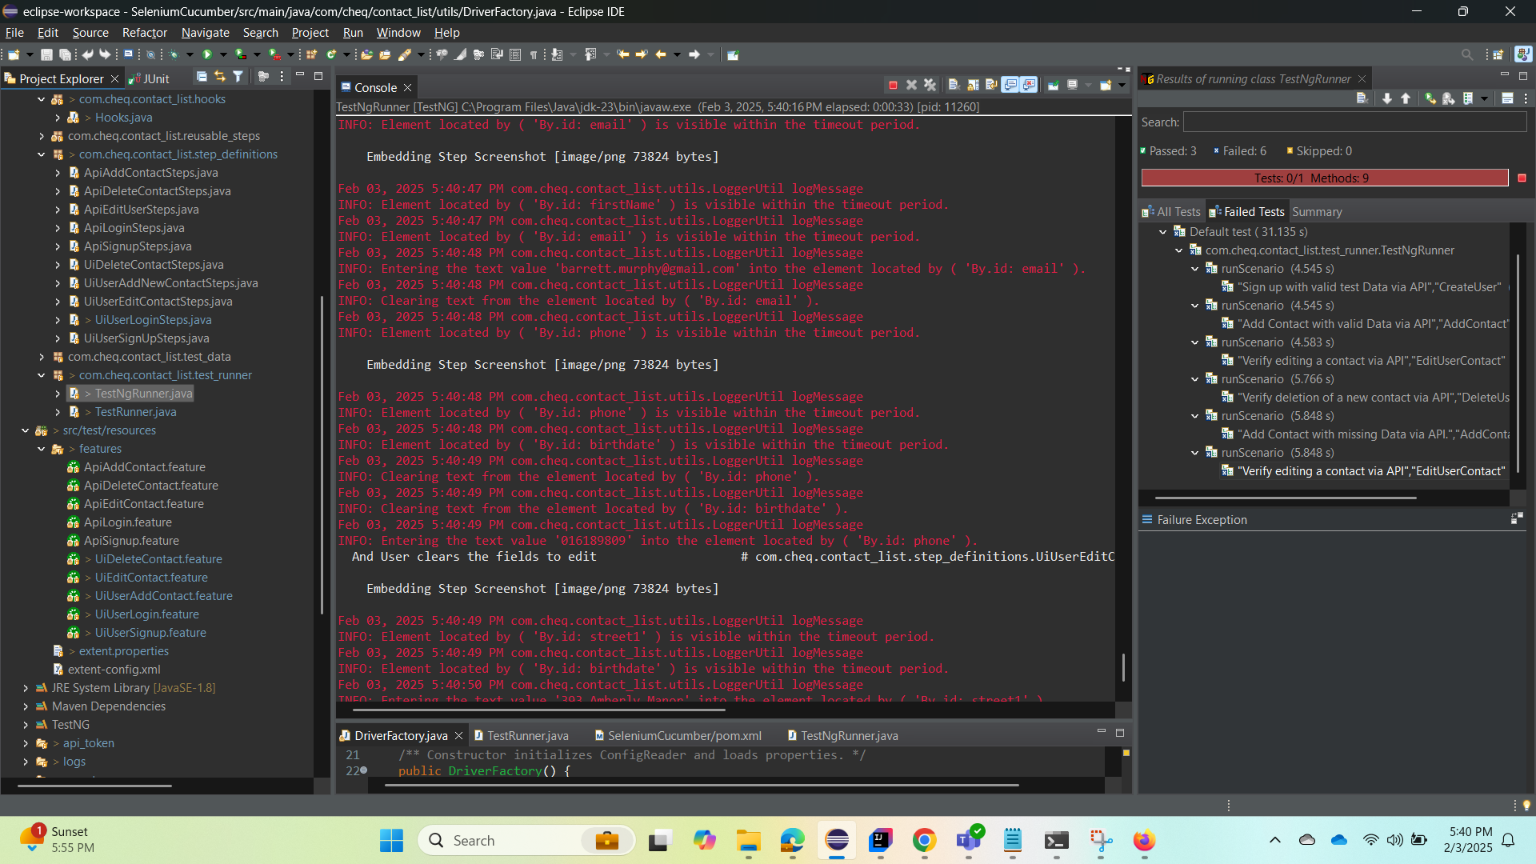 eclipse-workspace - SeleniumCucumber/src/main/java/com/cheq/contact_list/utils/DriverFactory.java - Eclipse IDE
File Edit Source Refactor Navigate Search Project Run Window Help
Project Explorer JUnit
com.cheq.contact_list.hooks
> Hooks.java
com.cheq.contact_list.reusable_steps
> com.cheq.contact_list.step_definitions
ApiAddContactSteps.java
ApiDeleteContactSteps.java
ApiEditUserSteps.java
ApiLoginSteps.java
ApiSignupSteps.java
UiDeleteContactSteps.java
UiUserAddNewContactSteps.java
UiUserEditContactSteps.java
> UiUserLoginSteps.java
UiUserSignUpSteps.java
com.cheq.contact_list.test_data
> com.cheq.contact_list.test_runner
> TestNgRunner.java
> TestRunner.java
> src/test/resources
> features
ApiAddContact.feature
ApiDeleteContact.feature
ApiEditContact.feature
ApiLogin.feature
ApiSignup.feature
> UiDeleteContact.feature
> UiEditContact.feature
> UiUserAddContact.feature
> UiUserLogin.feature
> UiUserSignup.feature
> extent.properties
extent-config.xml
JRE System Library [JavaSE-1.8]
Maven Dependencies
TestNG
> api_token
> logs
Console
TestNgRunner [TestNG] C:\Program Files\Java\jdk-23\bin\javaw.exe (Feb 3, 2025, 5:40:16 PM elapsed: 0:00:33) [pid: 11260]
INFO: Element located by ( 'By.id: email' ) is visible within the timeout period.
Embedding Step Screenshot [image/png 73824 bytes]
Feb 03, 2025 5:40:47 PM com.cheq.contact_list.utils.LoggerUtil logMessage
INFO: Element located by ( 'By.id: firstName' ) is visible within the timeout period.
Feb 03, 2025 5:40:47 PM com.cheq.contact_list.utils.LoggerUtil logMessage
INFO: Element located by ( 'By.id: email' ) is visible within the timeout period.
Feb 03, 2025 5:40:48 PM com.cheq.contact_list.utils.LoggerUtil logMessage
INFO: Entering the text value 'barrett.murphy@gmail.com' into the element located by ( 'By.id: email' ).
Feb 03, 2025 5:40:48 PM com.cheq.contact_list.utils.LoggerUtil logMessage
INFO: Clearing text from the element located by ( 'By.id: email' ).
Feb 03, 2025 5:40:48 PM com.cheq.contact_list.utils.LoggerUtil logMessage
INFO: Element located by ( 'By.id: phone' ) is visible within the timeout period.
Embedding Step Screenshot [image/png 73824 bytes]
Feb 03, 2025 5:40:48 PM com.cheq.contact_list.utils.LoggerUtil logMessage
INFO: Element located by ( 'By.id: phone' ) is visible within the timeout period.
Feb 03, 2025 5:40:48 PM com.cheq.contact_list.utils.LoggerUtil logMessage
INFO: Element located by ( 'By.id: birthdate' ) is visible within the timeout period.
Feb 03, 2025 5:40:49 PM com.cheq.contact_list.utils.LoggerUtil logMessage
INFO: Clearing text from the element located by ( 'By.id: phone' ).
Feb 03, 2025 5:40:49 PM com.cheq.contact_list.utils.LoggerUtil logMessage
INFO: Clearing text from the element located by ( 'By.id: birthdate' ).
Feb 03, 2025 5:40:49 PM com.cheq.contact_list.utils.LoggerUtil logMessage
INFO: Entering the text value '016189809' into the element located by ( 'By.id: phone' ).
And User clears the fields to edit # com.cheq.contact_list.step_definitions.UiUserEditC
Embedding Step Screenshot [image/png 73824 bytes]
Feb 03, 2025 5:40:49 PM com.cheq.contact_list.utils.LoggerUtil logMessage
INFO: Element located by ( 'By.id: street1' ) is visible within the timeout period.
Feb 03, 2025 5:40:49 PM com.cheq.contact_list.utils.LoggerUtil logMessage
INFO: Element located by ( 'By.id: birthdate' ) is visible within the timeout period.
Feb 03, 2025 5:40:50 PM com.cheq.contact_list.utils.LoggerUtil logMessage
INFO: Entering the text value '393 Amberly Manor' into the element located by ( 'By.id: street1' )
DriverFactory.java TestRunner.java SeleniumCucumber/pom.xml TestNgRunner.java
21 /** Constructor initializes ConfigReader and loads properties. */
22 public DriverFactory() {
Results of running class TestNgRunner
Search:
Passed: 3 Failed: 6 Skipped: 0
Tests: 0/1 Methods: 9
All Tests Failed Tests Summary
Default test ( 31.135 s)
com.cheq.contact_list.test_runner.TestNgRunner
runScenario (4.545 s)
"Sign up with valid test Data via API","CreateUser"
runScenario (4.545 s)
"Add Contact with valid Data via API","AddContact"
runScenario (4.583 s)
"Verify editing a contact via API","EditUserContact"
runScenario (5.766 s)
"Verify deletion of a new contact via API","DeleteUs
runScenario (5.848 s)
"Add Contact with missing Data via API.","AddConta
runScenario (5.848 s)
"Verify editing a contact via API","EditUserContact"
Failure Exception
1
Sunset
5:55 PM
Search
5:40 PM
2/3/2025